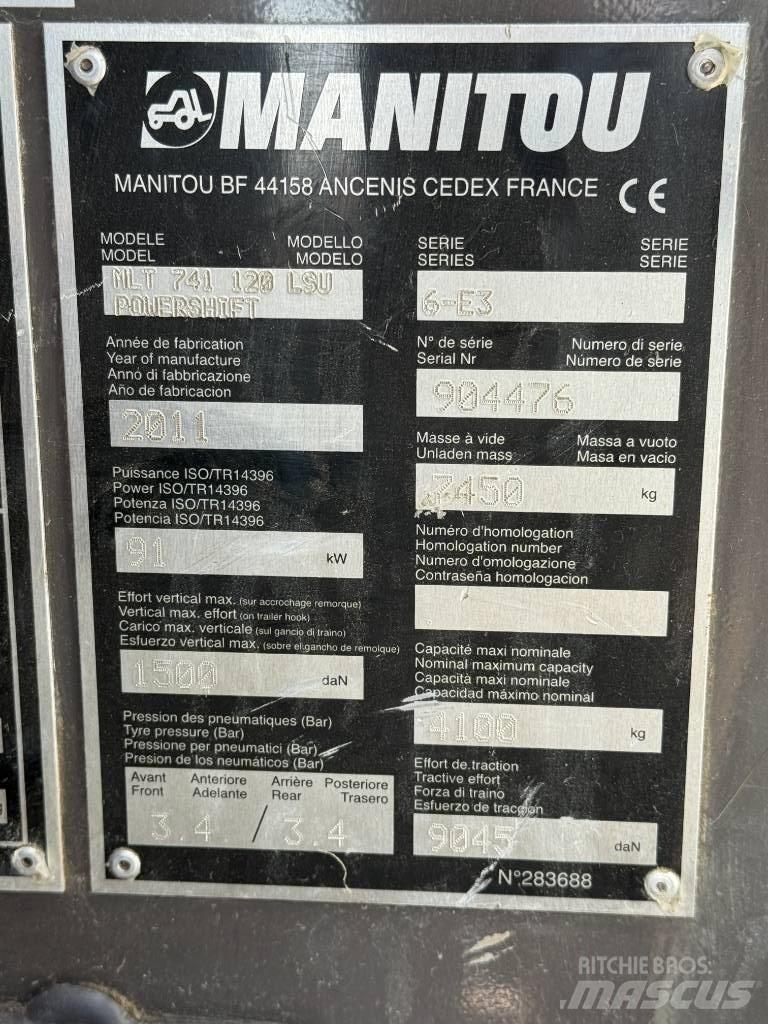 MANITOU
MANITOU BF 44158 ANCENIS CEDEX FRANCE CE
MODELE MODELLO
MODEL MODELO
MLT 741 120 LSU
POWERSHIFT
Année de fabrication
Year of manufacture
Anno di fabbricazione
Año de fabricacion
2011
Puissance ISO/TR14396
Power ISO/TR14396
Potenza ISO/TR14396
Potencia ISO/TR14396
91 kW
Effort vertical max. (sur accrochage remorque)
Vertical max. effort (on trailer hook)
Carico max. verticale (sul gancio di traino)
Esfuerzo vertical max. (sobre el gancho de remolque)
1500 daN
Pression des pneumatiques (Bar)
Tyre pressure (Bar)
Pressione per pneumatici (Bar)
Presion de los neumáticos (Bar)
Avant Anteriore Arrière Posteriore
Front Adelante Rear Trasero
3.4 / 3.4
SERIE SERIE
SERIES SERIE
6-E3
N° de série Numero di serie
Serial Nr Número de serie
904476
Masse à vide Massa a vuoto
Unladen mass Masa en vacio
7450 kg
Numéro d'homologation
Homologation number
Numero d'omologazione
Contraseña homologacion
Capacité maxi nominale
Nominal maximum capacity
Capacità maxi nominale
Capacidad máximo nominal
4100 kg
Effort de traction
Tractive effort
Forza di traino
Esfuerzo de traccion
9045 daN
N°283688
RITCHIE BROS.
MASCUS